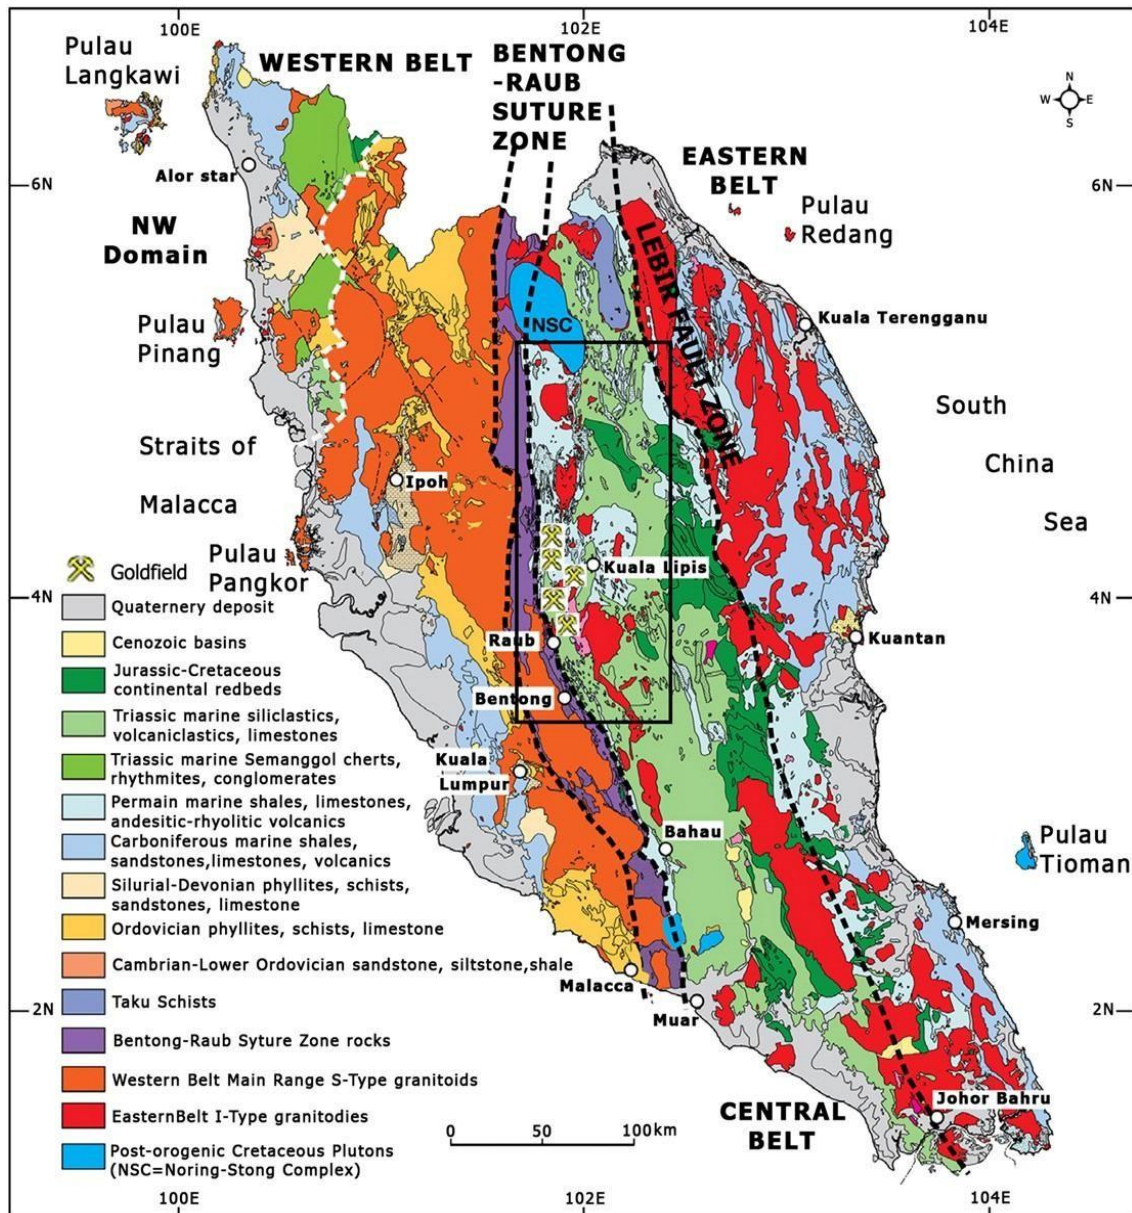 100E
102E
104E
Pulau
Langkawi
WESTERN BELT
BENTONG
-RAUB
SUTURE
ZONE
N
W
E
S
EASTERN
BELT
6N
6N
Alor star
NW
Domain
Pulau
Redang
LEBIR FAULT ZONE
NSC
Pulau
Pinang
Kuala Terengganu
South
China
Sea
Straits of
Malacca
Ipoh
Pulau
Pangkor
Kuala Lipis
4N
4N
Raub
Kuantan
Bentong
Kuala
Lumpur
Bahau
Pulau
Tioman
Mersing
Malacca
Muar
2N
2N
CENTRAL
BELT
Johor Bahru
Goldfield
Quaternery deposit
Cenozoic basins
Jurassic-Cretaceous
continental redbeds
Triassic marine siliclastics,
volcaniclastics, limestones
Triassic marine Semanggol cherts,
rhythmites, conglomerates
Permain marine shales, limestones,
andesitic-rhyolitic volcanics
Carboniferous marine shales,
sandstones,limestones, volcanics
Silurial-Devonian phyllites, schists,
sandstones, limestone
Ordovician phyllites, schists, limestone
Cambrian-Lower Ordovician sandstone, siltstone,shale
Taku Schists
Bentong-Raub Syture Zone rocks
Western Belt Main Range S-Type granitoids
EasternBelt I-Type granitodies
Post-orogenic Cretaceous Plutons
(NSC=Noring-Stong Complex)
0
50
100km
100E
102E
104E